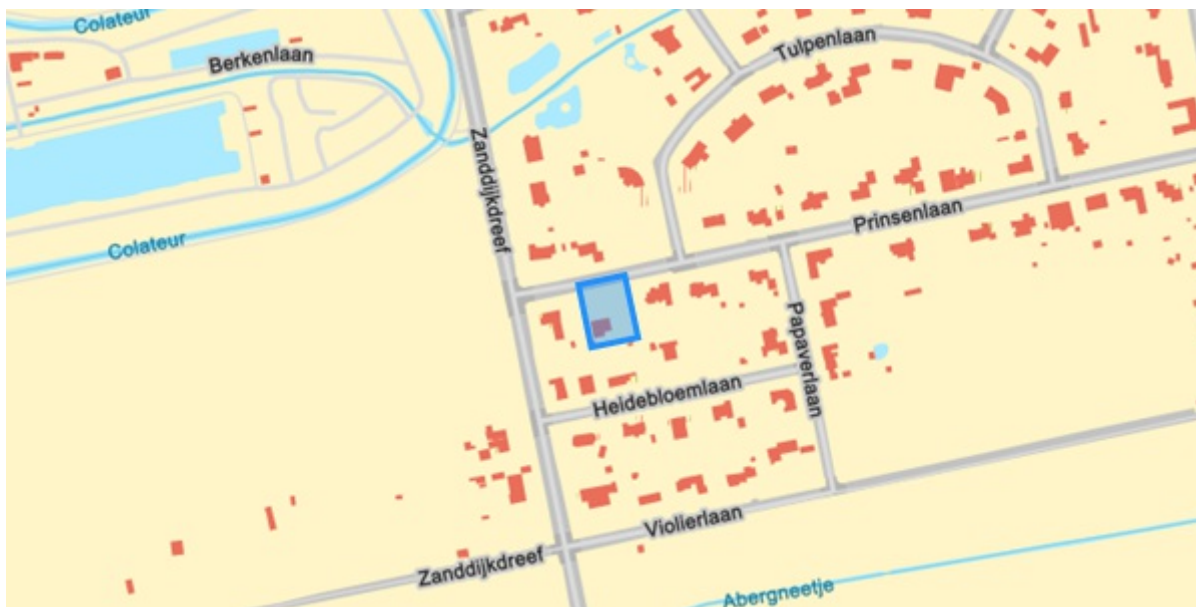 Colateur
Berkenlaan
Tulpenlaan
Zanddijkdreef
Prinsenlaan
Colateur
Papaverlaan
Heidebloemlaan
Violierlaan
Zanddijkdreef
Abergneetje